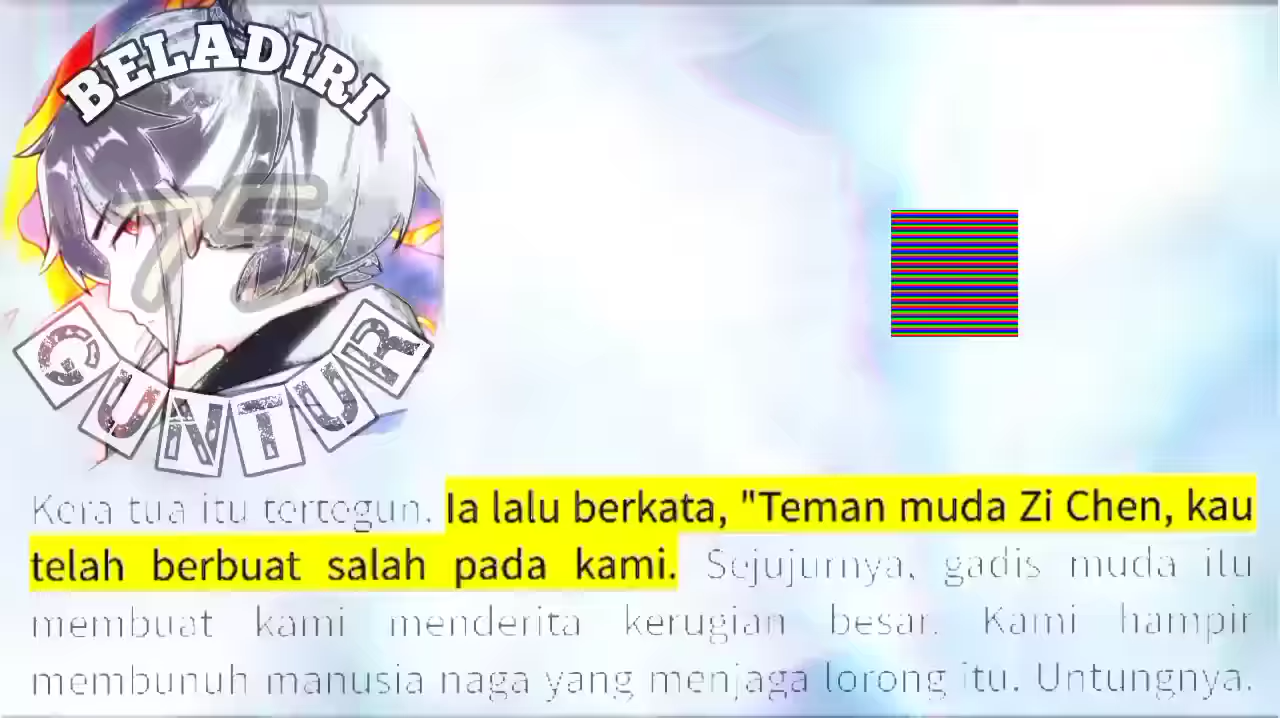 BELADIRI
75
GUNTUR
Kera tua itu tertegun. Ia lalu berkata, "Teman muda Zi Chen, kau
telah berbuat salah pada kami. Sejujurnya, gadis muda itu
membuat kami menderita kerugian besar. Kami hampir
membunuh manusia naga yang menjaga lorong itu. Untungnya.